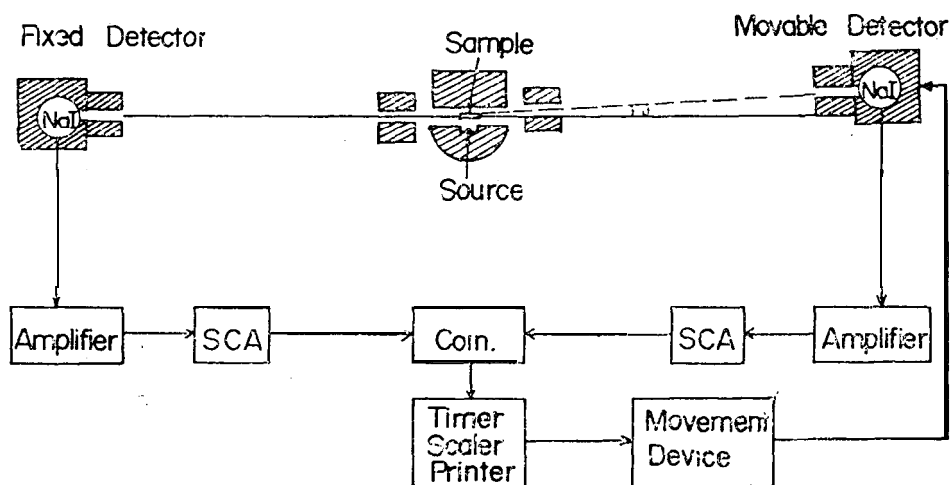 Fixed Detector
Movable Detector
Sample
NaI
NaI
Source
Amplifier
SCA
Coin.
SCA
Amplifier
Timer
Scaler
Printer
Movement
Device